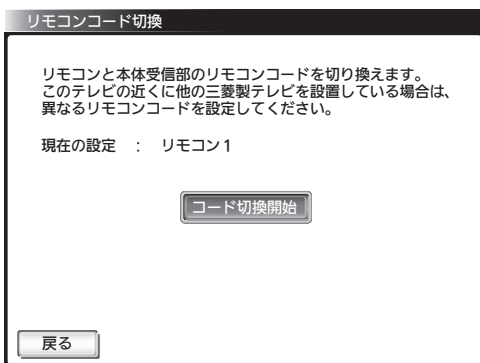 リモコンコード切換
リモコンと本体受信部のリモコンコードを切り換えます。
このテレビの近くに他の三菱製テレビを設置している場合は、
異なるリモコンコードを設定してください。
現在の設定 : リモコン1
コード切換開始
戻る